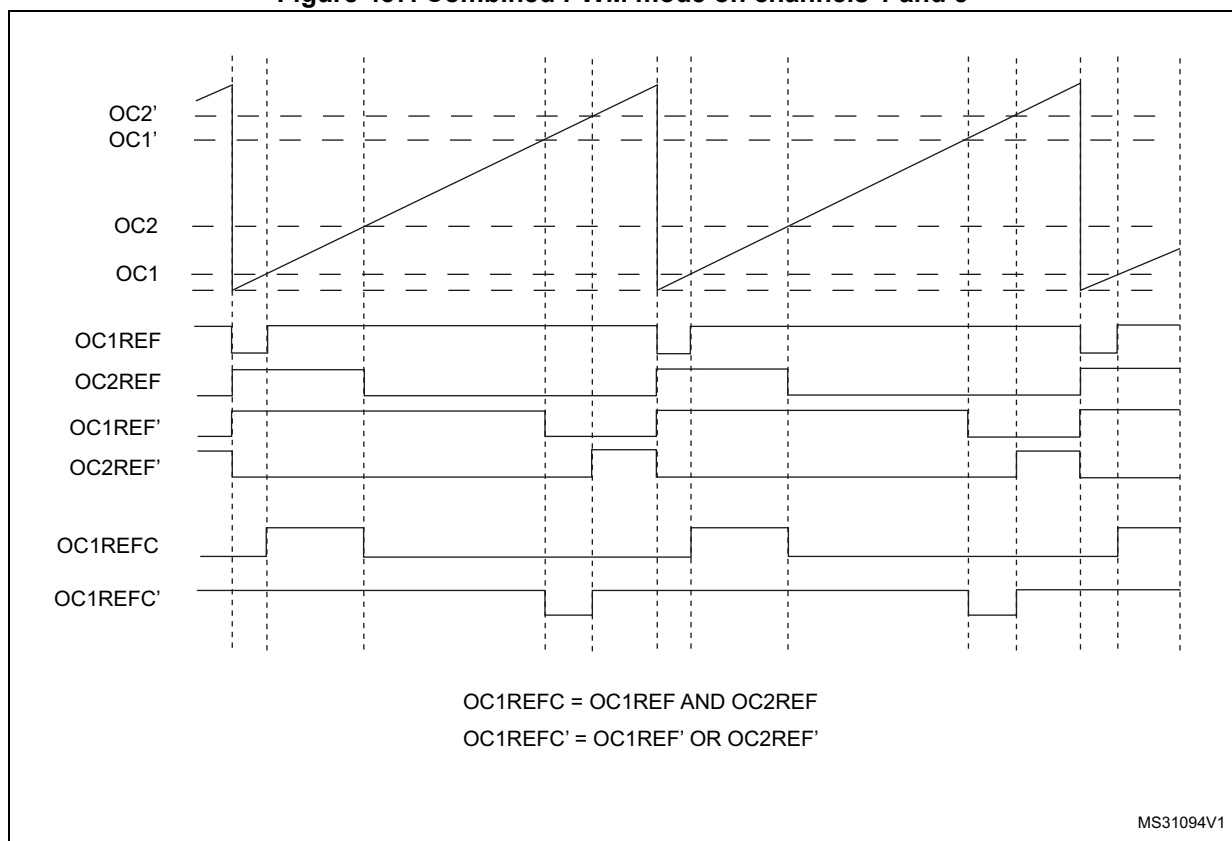 OC2’
OC1’
OC2
OC1
OC1REF
OC2REF
OC1REF’
OC2REF’
OC1REFC
OC1REFC’
OC1REFC = OC1REF AND OC2REF
OC1REFC’ = OC1REF’ OR OC2REF’
MS31094V1